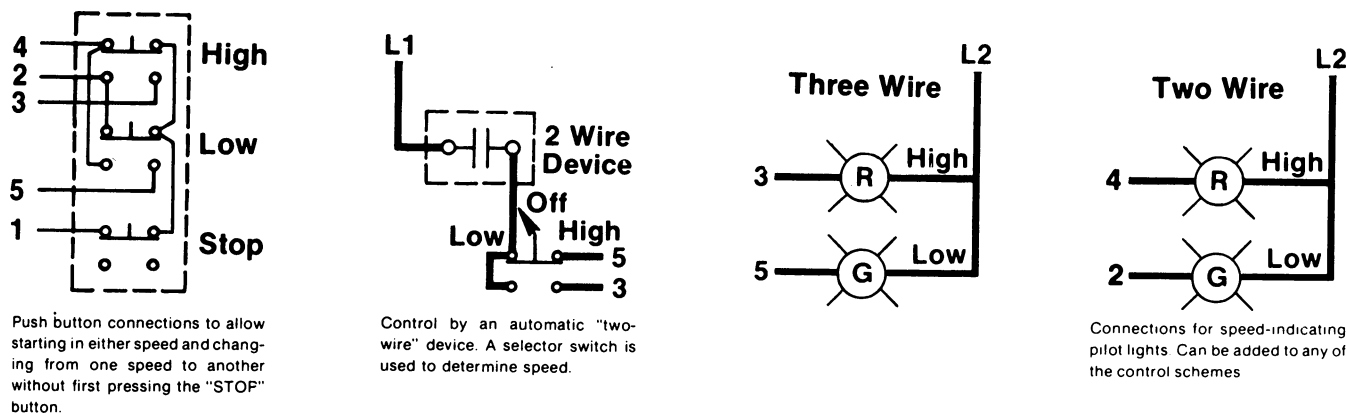 4
High
2
3
Low
5
1
Stop
Push button connections to allow
starting in either speed and chang-
ing from one speed to another
without first pressing the "STOP"
button.
L1
2 Wire
Device
Off
Low
High
5
3
Control by an automatic "two-
wire" device. A selector switch is
used to determine speed.
L2
Three Wire
High
3
R
Low
5
G
L2
Two Wire
High
4
R
Low
2
G
Connections for speed-indicating
pilot lights. Can be added to any of
the control schemes